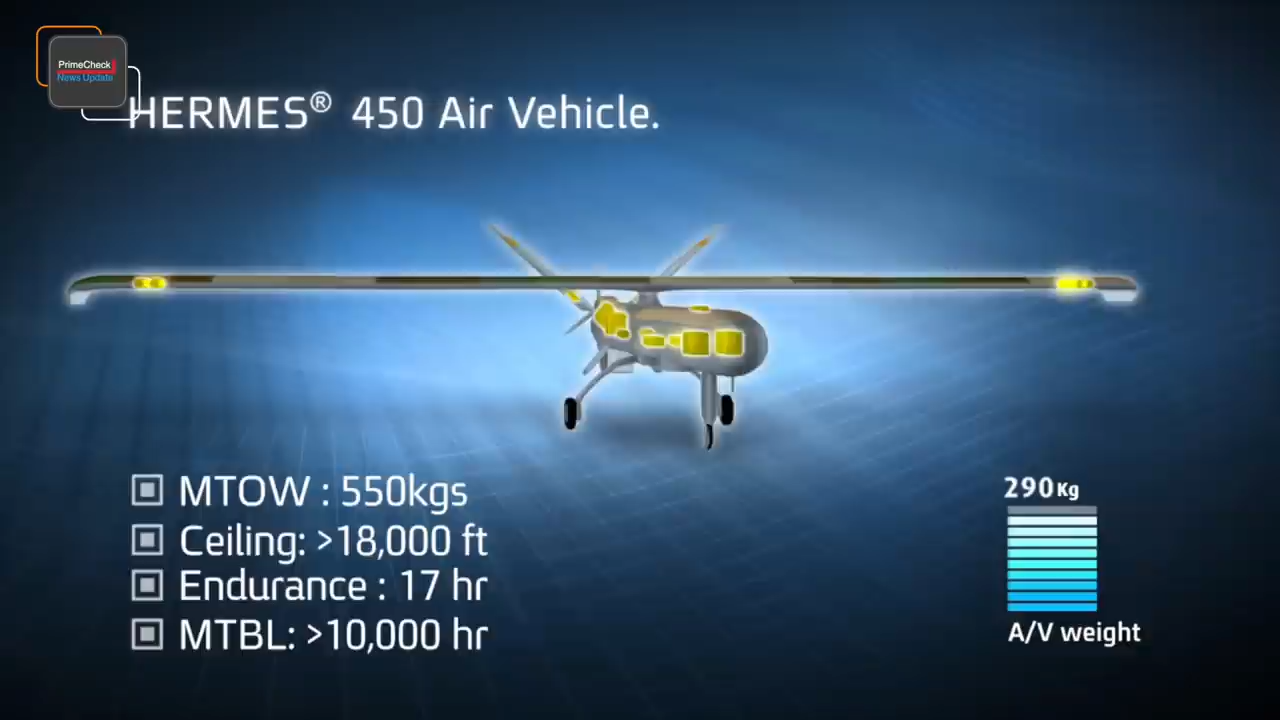 PrimeCheck
News Update
HERMES® 450 Air Vehicle.
MTOW : 550kgs
Ceiling: >18,000 ft
Endurance : 17 hr
MTBL: >10,000 hr
290Kg
A/V weight